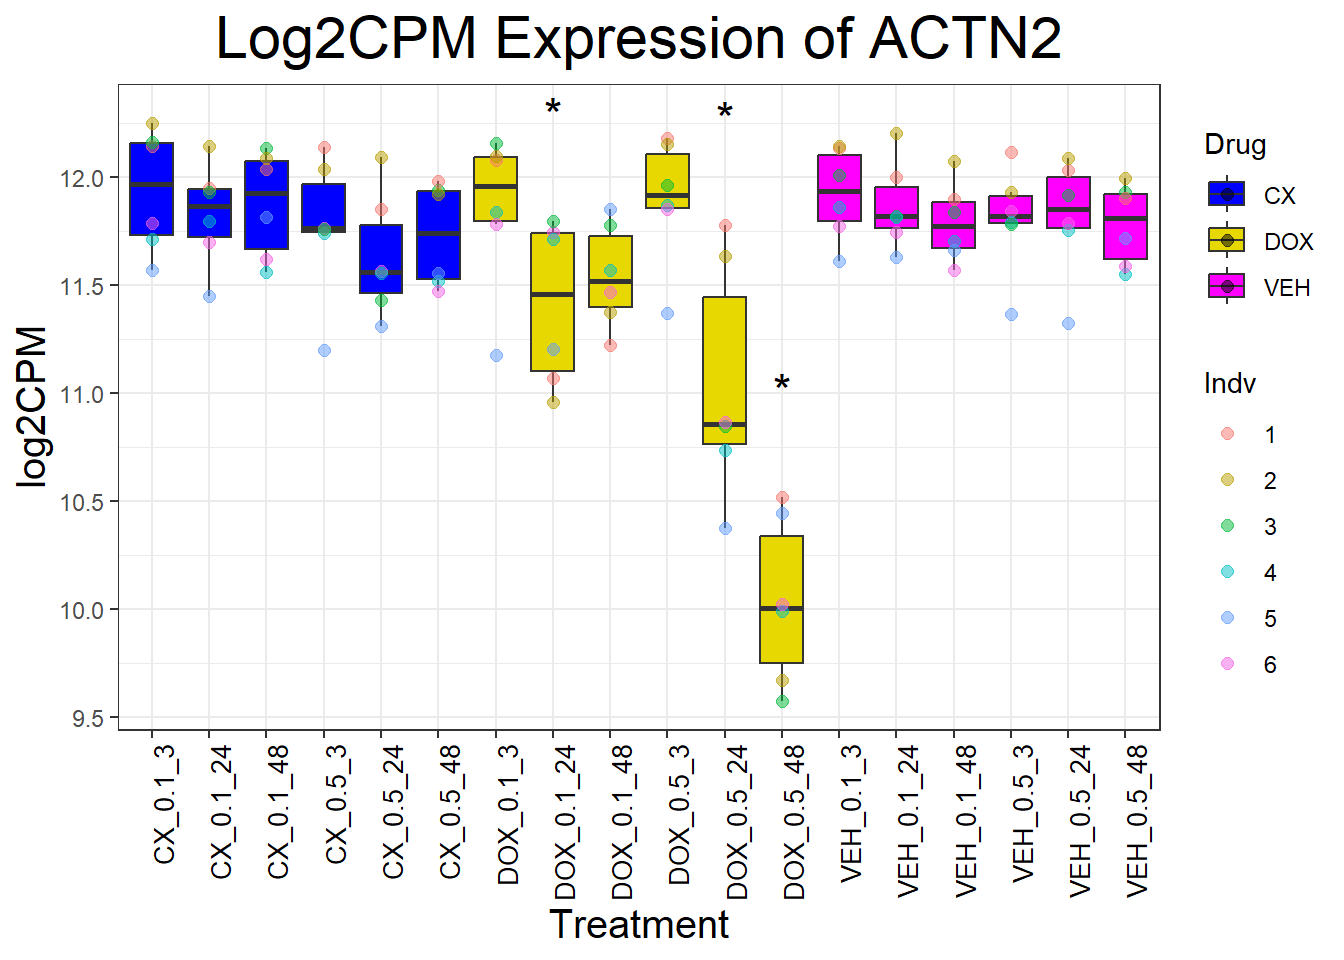 Log2CPM Expression of ACTN2
*
*
*
12.0
11.5
11.0
10.5
10.0
9.5
log2CPM
CX_0.1_3
CX_0.1_24
CX_0.1_48
CX_0.5_3
CX_0.5_24
CX_0.5_48
DOX_0.1_3
DOX_0.1_24
DOX_0.1_48
DOX_0.5_3
DOX_0.5_24
DOX_0.5_48
VEH_0.1_3
VEH_0.1_24
VEH_0.1_48
VEH_0.5_3
VEH_0.5_24
VEH_0.5_48
Treatment
Drug
CX
DOX
VEH
Indv
1
2
3
4
5
6